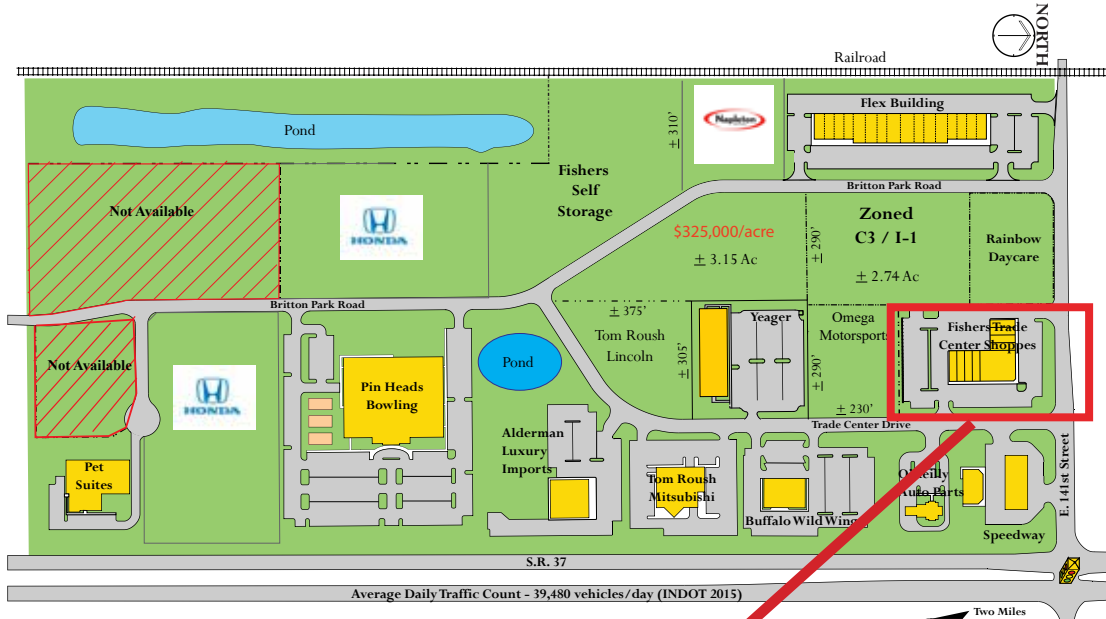 NORTH
Railroad
Flex Building
Pond
± 310'
Napleton
Fishers
Self
Storage
Britton Park Road
Not Available
HONDA
$325,000/acre
± 3.15 Ac
± 290'
Zoned
C3 / I-1
± 2.74 Ac
Rainbow
Daycare
Britton Park Road
± 375'
Tom Roush
Lincoln
± 305'
Yeager
Omega
Motorsports
± 290'
± 230'
Fishers Trade
Center Shoppes
Not Available
HONDA
Pin Heads
Bowling
Pond
Trade Center Drive
Alderman
Luxury
Imports
Pet
Suites
Tom Roush
Mitsubishi
Buffalo Wild Wings
O'Reilly
Auto Parts
Speedway
E. 141st Street
S.R. 37
Average Daily Traffic Count - 39,480 vehicles/day (INDOT 2015)
Two Miles